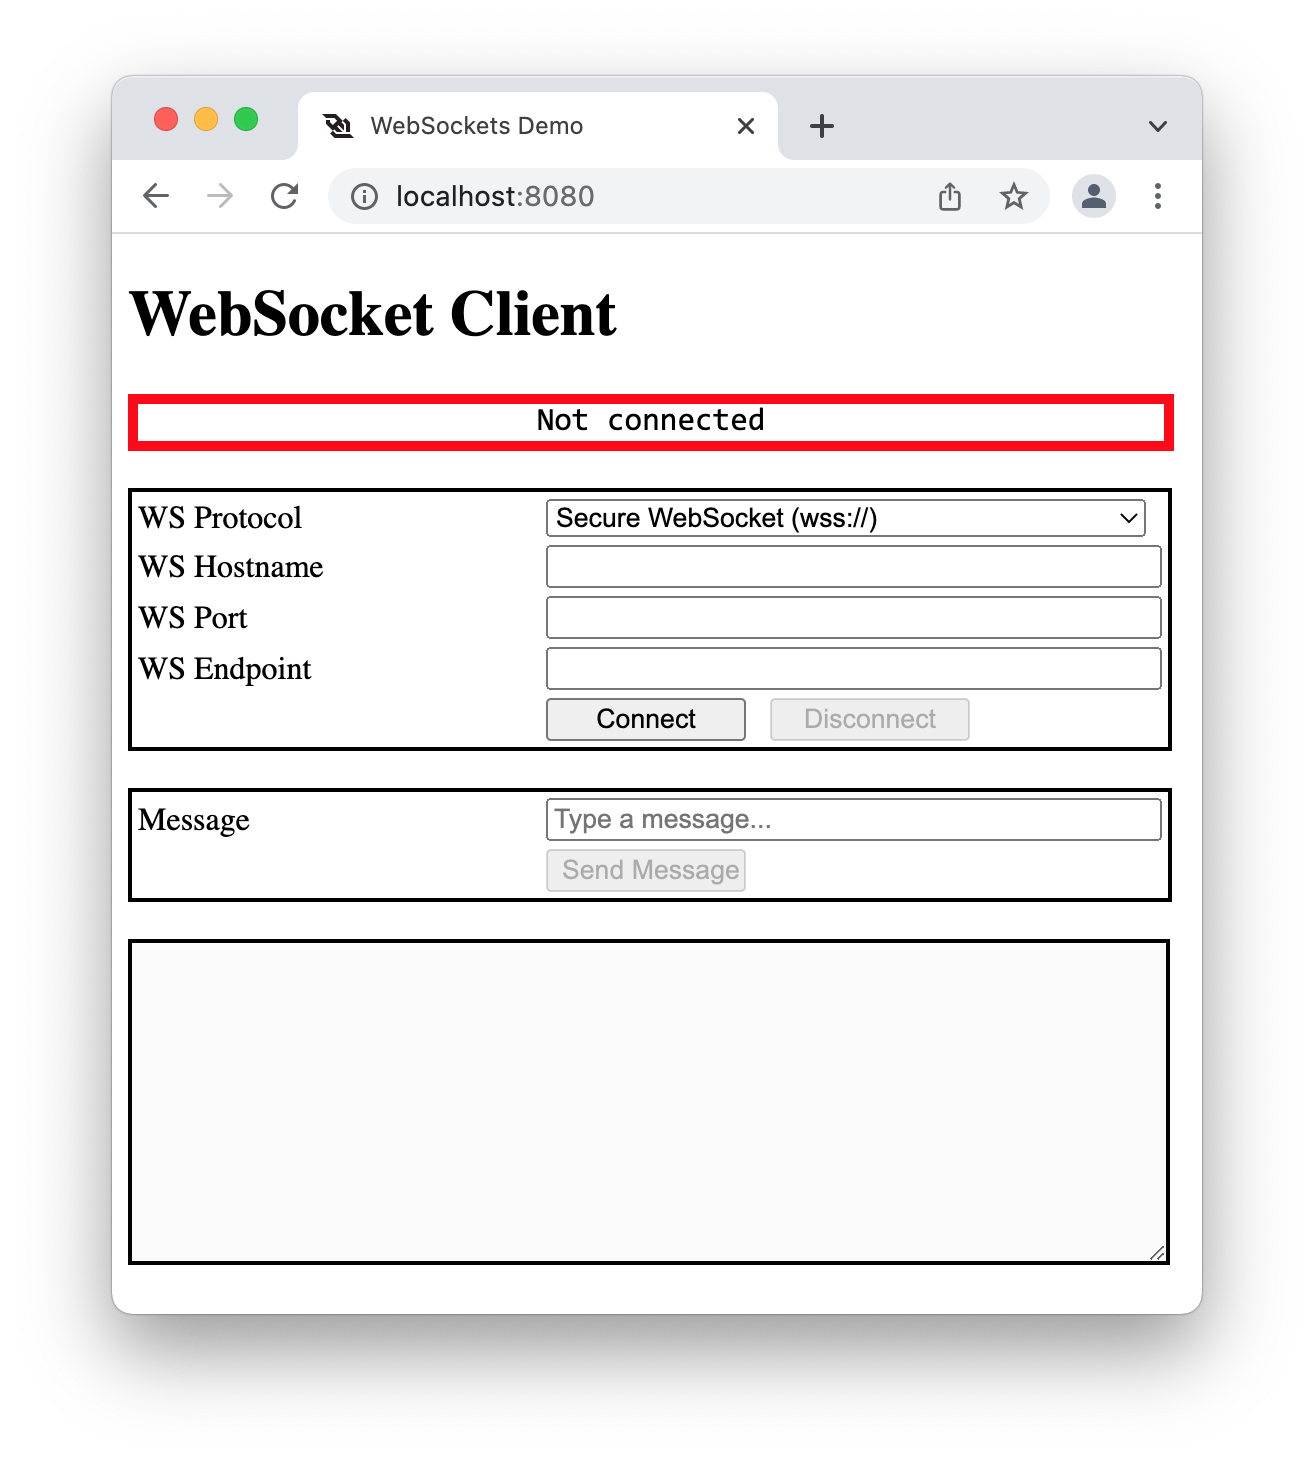 WebSockets Demo
localhost:8080
WebSocket Client
Not connected
WS Protocol Secure WebSocket (wss://)
WS Hostname
WS Port
WS Endpoint
Connect Disconnect
Message Type a message...
Send Message